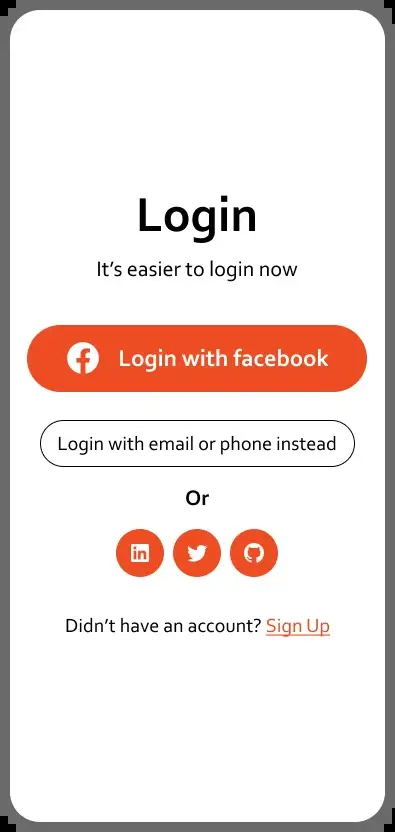 Login
It’s easier to login now
Login with facebook
Login with email or phone instead
Or
in
Didn’t have an account? Sign Up